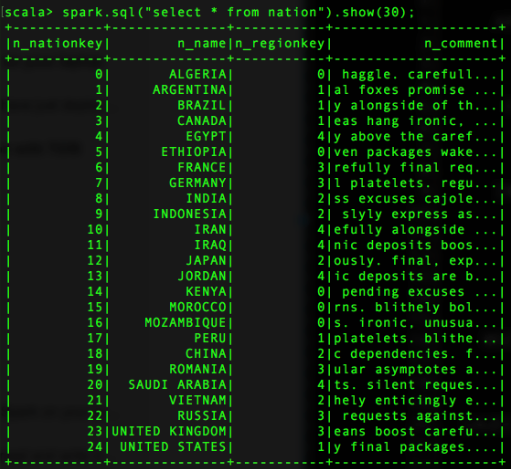 scala> spark.sql("select * from nation").show(30);
+-----------+--------------+-----------+--------------------+
|n_nationkey|        n_name|n_regionkey|           n_comment|
+-----------+--------------+-----------+--------------------+
|          0|       ALGERIA|          0| haggle. carefull...|
|          1|     ARGENTINA|          1|al foxes promise ...|
|          2|        BRAZIL|          1|y alongside of th...|
|          3|        CANADA|          1|eas hang ironic, ...|
|          4|         EGYPT|          4|y above the caref...|
|          5|      ETHIOPIA|          0|ven packages wake...|
|          6|        FRANCE|          3|refully final req...|
|          7|       GERMANY|          3|l platelets. regu...|
|          8|         INDIA|          2|ss excuses cajole...|
|          9|     INDONESIA|          2| slyly express as...|
|         10|          IRAN|          4|efully alongside ...|
|         11|          IRAQ|          4|nic deposits boos...|
|         12|         JAPAN|          2|ously. final, exp...|
|         13|        JORDAN|          4|ic deposits are b...|
|         14|         KENYA|          0| pending excuses ...|
|         15|       MOROCCO|          0|rns. blithely bol...|
|         16|    MOZAMBIQUE|          0|s. ironic, unusua...|
|         17|          PERU|          1|platelets. blithe...|
|         18|         CHINA|          2|c dependencies. f...|
|         19|       ROMANIA|          3|ular asymptotes a...|
|         20|  SAUDI ARABIA|          4|ts. silent reques...|
|         21|       VIETNAM|          2|hely enticingly e...|
|         22|        RUSSIA|          3| requests against...|
|         23|UNITED KINGDOM|          3|eans boost carefu...|
|         24| UNITED STATES|          1|y final packages....|
+-----------+--------------+-----------+--------------------+